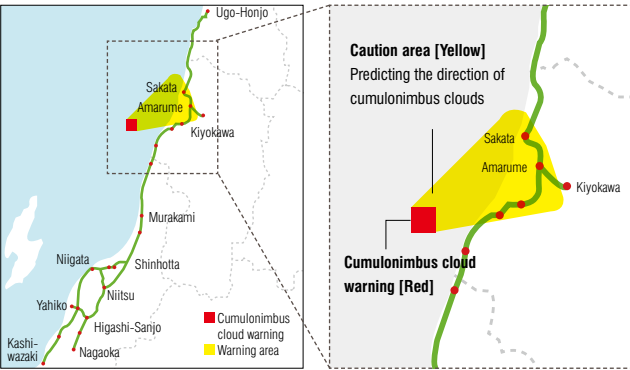 Ugo-Honjo
Sakata
Amarume
Kiyokawa
Murakami
Niigata
Shinhotta
Niitsu
Yahiko
Higashi-Sanjo
Kashi-
wazaki
Nagaoka
Cumulonimbus
cloud warning
Warning area
Caution area [Yellow]
Predicting the direction of
cumulonimbus clouds
Sakata
Amarume
Kiyokawa
Cumulonimbus cloud
warning [Red]